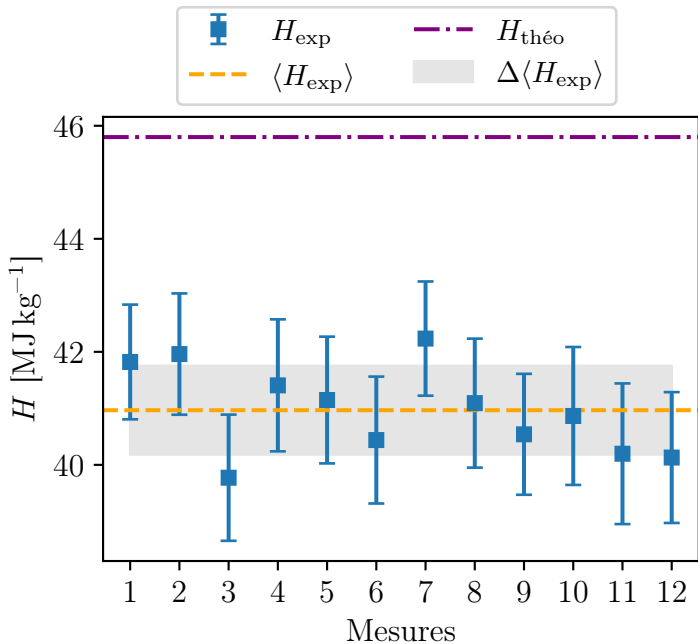 H_exp H_théo
⟨H_exp⟩ Δ⟨H_exp⟩
46
44
42
40
H [MJ kg⁻¹]
1 2 3 4 5 6 7 8 9 10 11 12
Mesures